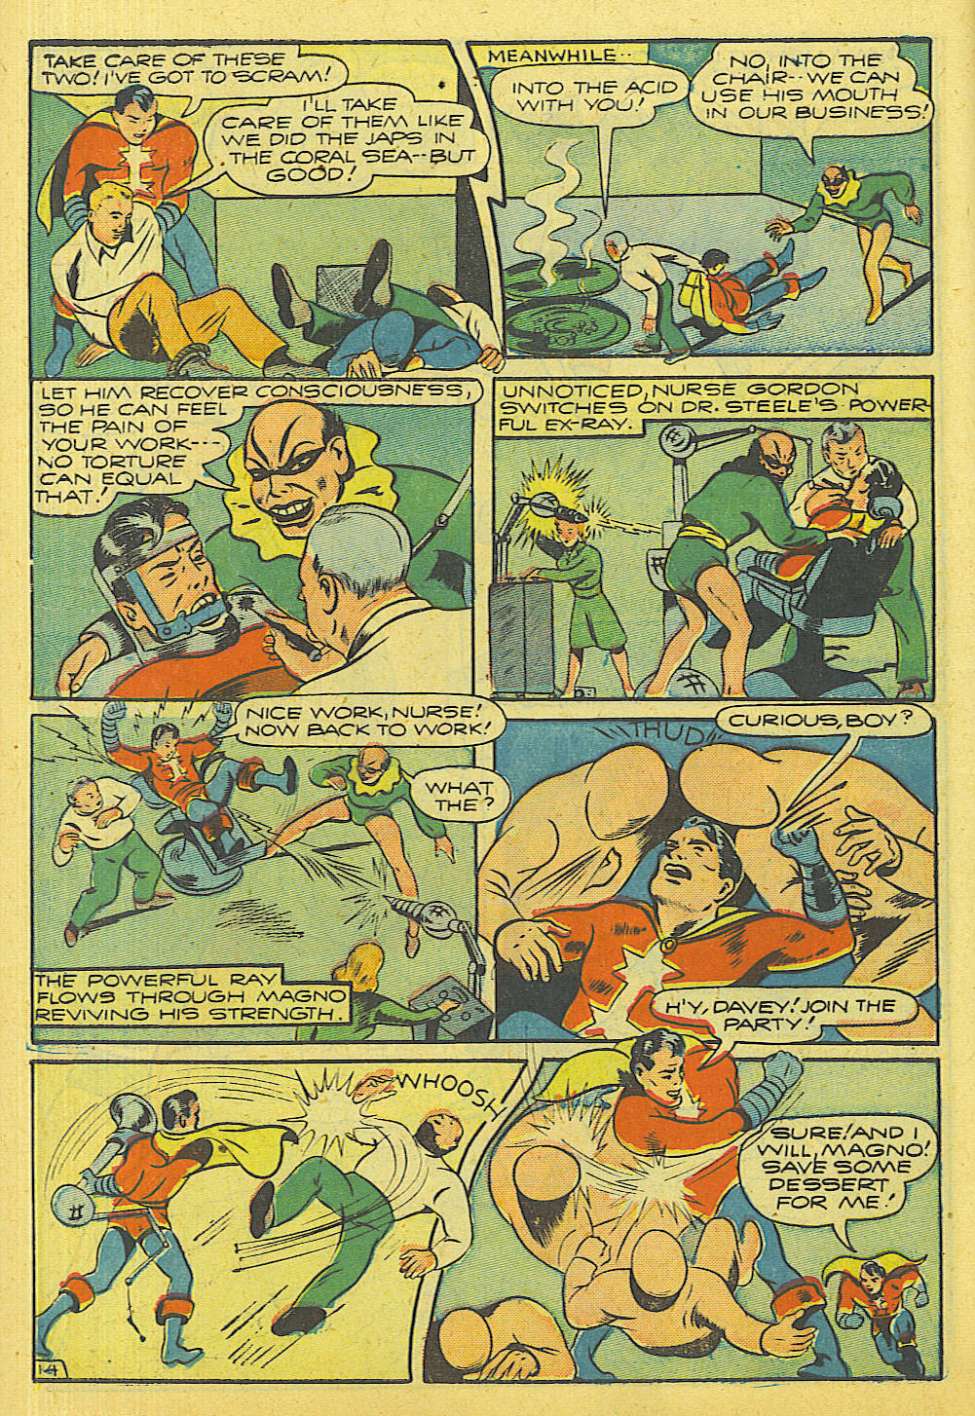 TAKE CARE OF THESE
TWO! I'VE GOT TO SCRAM!
I'LL TAKE
CARE OF THEM LIKE
WE DID THE JAPS IN
THE CORAL SEA--BUT
GOOD!
MEANWHILE--
INTO THE ACID
WITH YOU!
NO, INTO THE
CHAIR--WE CAN
USE HIS MOUTH
IN OUR BUSINESS!
LET HIM RECOVER CONSCIOUSNESS,
SO HE CAN FEEL
THE PAIN OF
YOUR WORK---
NO TORTURE
CAN EQUAL
THAT!
UNNOTICED, NURSE GORDON
SWITCHES ON DR. STEELE'S POWER-
FUL EX-RAY.
NICE WORK, NURSE!
NOW BACK TO WORK!
WHAT
THE?
THE POWERFUL RAY
FLOWS THROUGH MAGNO
REVIVING HIS STRENGTH.
THUD
CURIOUS, BOY?
H'Y, DAVEY! JOIN THE
PARTY!
WHOOSH!
SURE! AND I
WILL, MAGNO!
SAVE SOME
DESSERT
FOR ME!
14